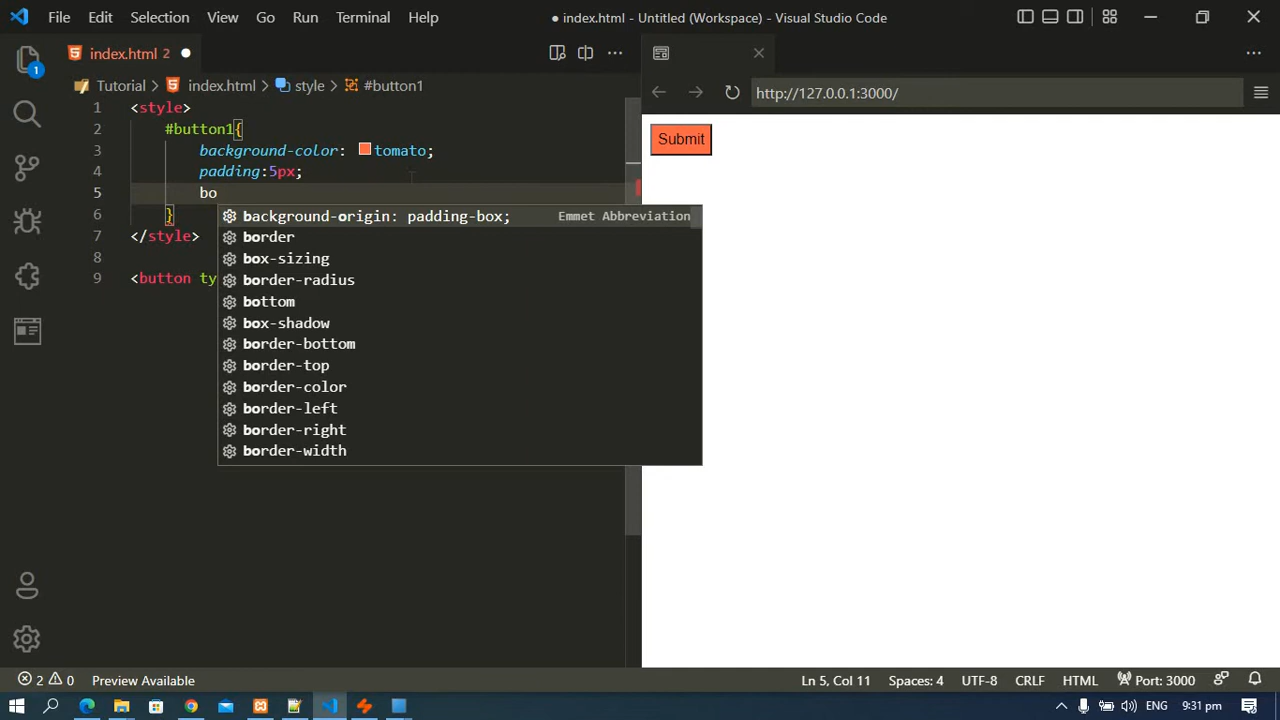 File Edit Selection View Go Run Terminal Help
● index.html - Untitled (Workspace) - Visual Studio Code
index.html 2 ●
Tutorial > index.html > style > #button1
1 <style>
2 #button1{
3 background-color: tomato;
4 padding:5px;
5 bo
6 }
7 </style>
8
9 <button ty
background-origin: padding-box; Emmet Abbreviation
border
box-sizing
border-radius
bottom
box-shadow
border-bottom
border-top
border-color
border-left
border-right
border-width
http://127.0.0.1:3000/
Submit
1
2 0 Preview Available
Ln 5, Col 11 Spaces: 4 UTF-8 CRLF HTML Port: 3000
ENG 9:31 pm